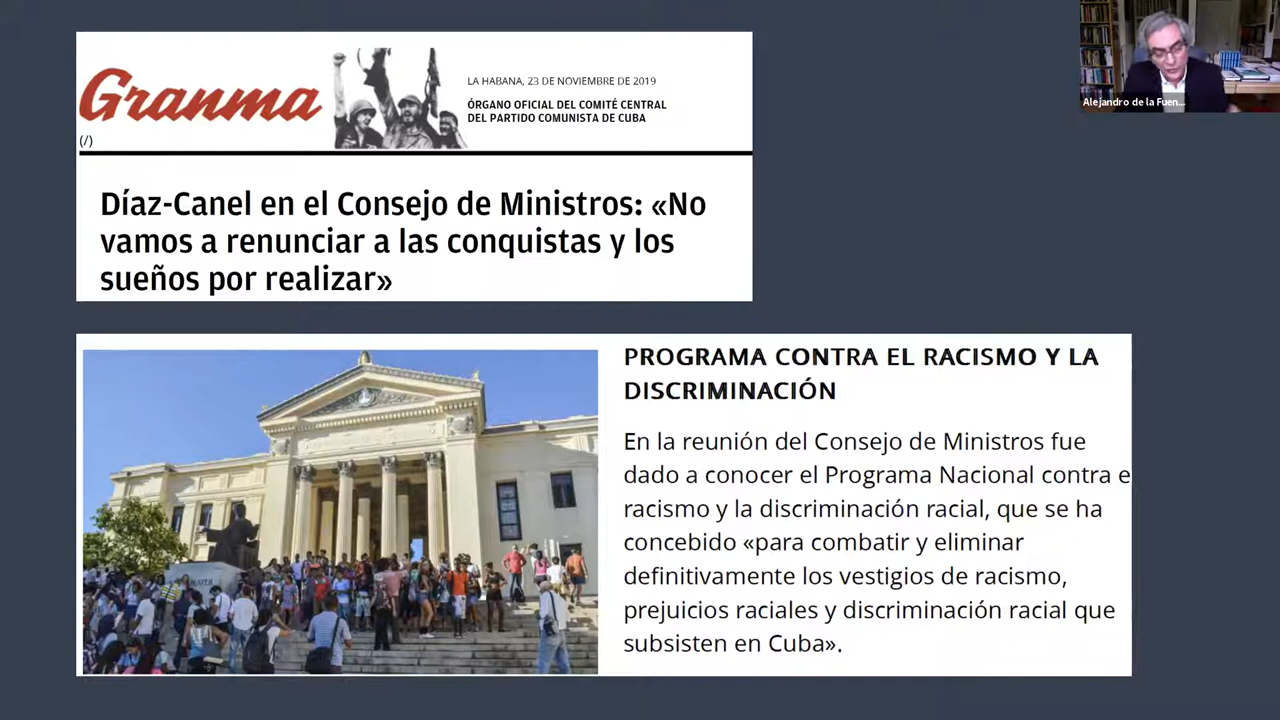 Granma
(/)
LA HABANA, 23 DE NOVIEMBRE DE 2019
ÓRGANO OFICIAL DEL COMITÉ CENTRAL
DEL PARTIDO COMUNISTA DE CUBA
Díaz-Canel en el Consejo de Ministros: «No
vamos a renunciar a las conquistas y los
sueños por realizar»
Alejandro de la Fuen...
PROGRAMA CONTRA EL RACISMO Y LA
DISCRIMINACIÓN
En la reunión del Consejo de Ministros fue
dado a conocer el Programa Nacional contra e
racismo y la discriminación racial, que se ha
concebido «para combatir y eliminar
definitivamente los vestigios de racismo,
prejuicios raciales y discriminación racial que
subsisten en Cuba».